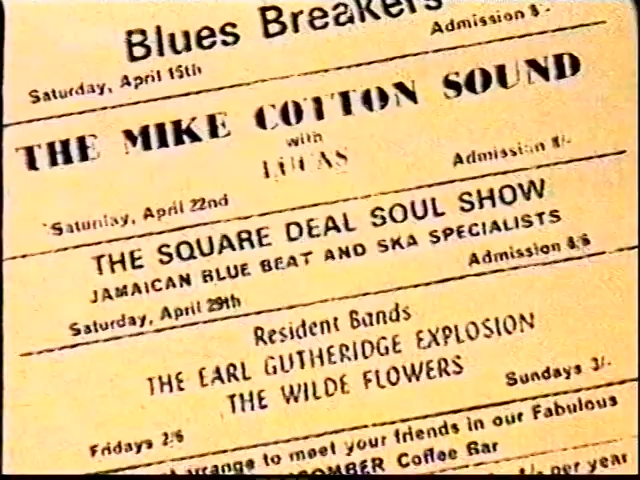 Blues Breakers
Saturday, April 15th
Admission
THE MIKE COTTON SOUND
with
LUCAS
Saturday, April 22nd
Admission
THE SQUARE DEAL SOUL SHOW
JAMAICAN BLUE BEAT AND SKA SPECIALISTS
Saturday, April 29th
Admission
Resident Bands
THE EARL GUTHERIDGE EXPLOSION
THE WILDE FLOWERS
Fridays 2/6
Sundays 3/-
arrange to meet your friends in our Fabulous
Coffee Bar
per year